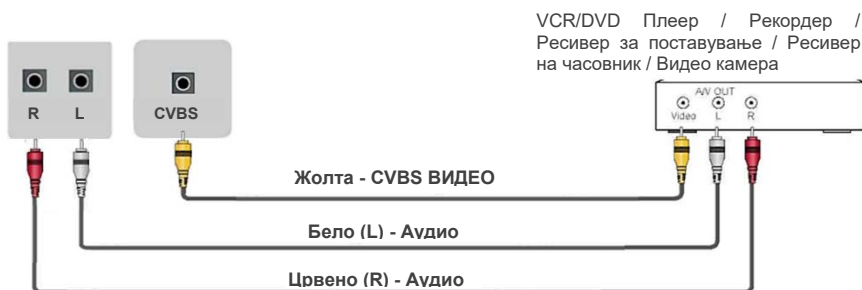 VCR/DVD Плеер / Рекордер /
Ресивер за поставување / Ресивер
на часовник / Видео камера
A/V OUT
Video L R
R L
CVBS
Жолта - CVBS ВИДЕО
Бело (L) - Аудио
Црвено (R) - Аудио